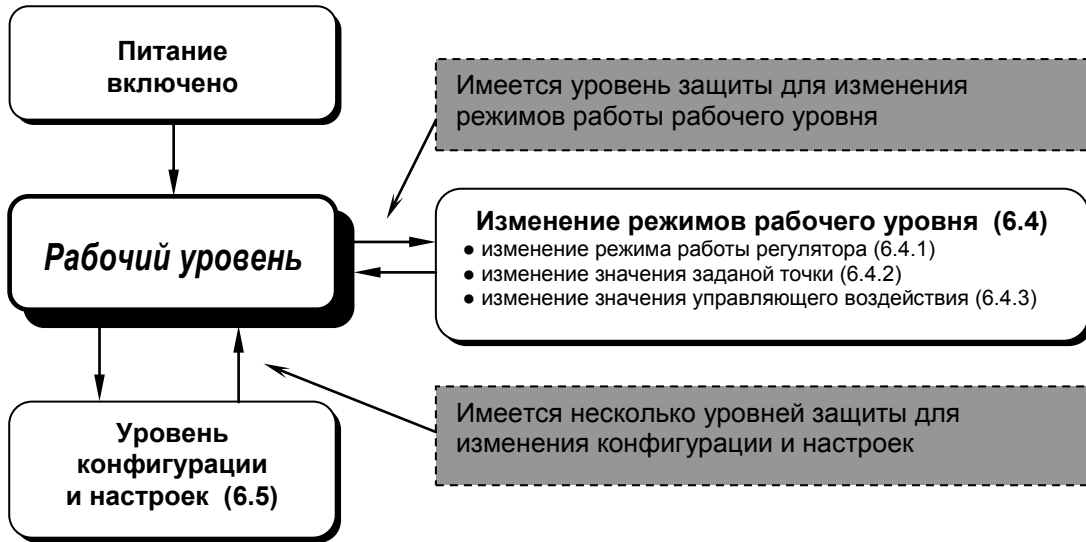 Питание
включено
Имеется уровень защиты для изменения
режимов работы рабочего уровня
Рабочий уровень
Изменение режимов рабочего уровня (6.4)
● изменение режима работы регулятора (6.4.1)
● изменение значения заданой точки (6.4.2)
● изменение значения управляющего воздействия (6.4.3)
Уровень
конфигурации
и настроек (6.5)
Имеется несколько уровней защиты для
изменения конфигурации и настроек